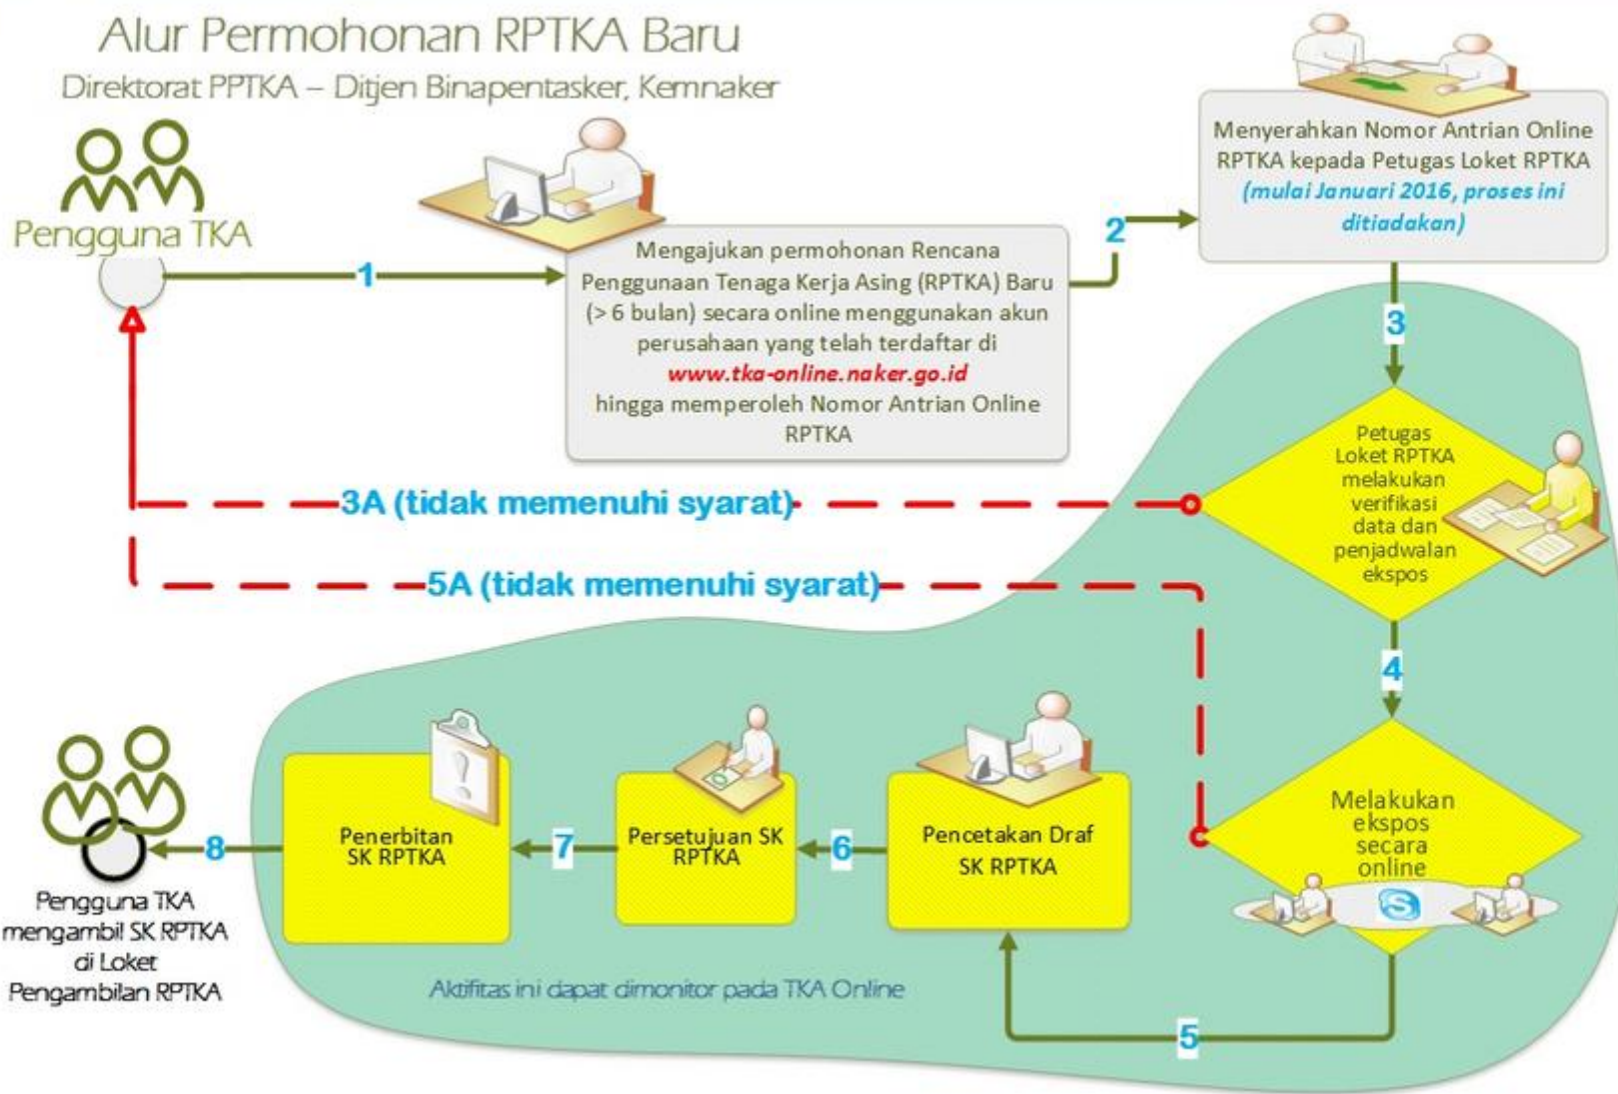 Alur Permohonan RPTKA Baru
Direktorat PPTKA – Ditjen Binapentasker, Kemnaker
Pengguna TKA
1
Mengajukan permohonan Rencana
Penggunaan Tenaga Kerja Asing (RPTKA) Baru
(> 6 bulan) secara online menggunakan akun
perusahaan yang telah terdaftar di
www.tka-online.naker.go.id
hingga memperoleh Nomor Antrian Online
RPTKA
2
Menyerahkan Nomor Antrian Online
RPTKA kepada Petugas Loket RPTKA
(mulai Januari 2016, proses ini
ditiadakan)
3
Petugas
Loket RPTKA
melakukan
verifikasi
data dan
penjadwalan
ekspos
3A (tidak memenuhi syarat)
5A (tidak memenuhi syarat)
4
Melakukan
ekspos
secara
online
S
5
Pencetakan Draf
SK RPTKA
6
Persetujuan SK
RPTKA
7
Penerbitan
SK RPTKA
8
Pengguna TKA
mengambil SK RPTKA
di Loket
Pengambilan RPTKA
Aktifitas ini dapat dimonitor pada TKA Online